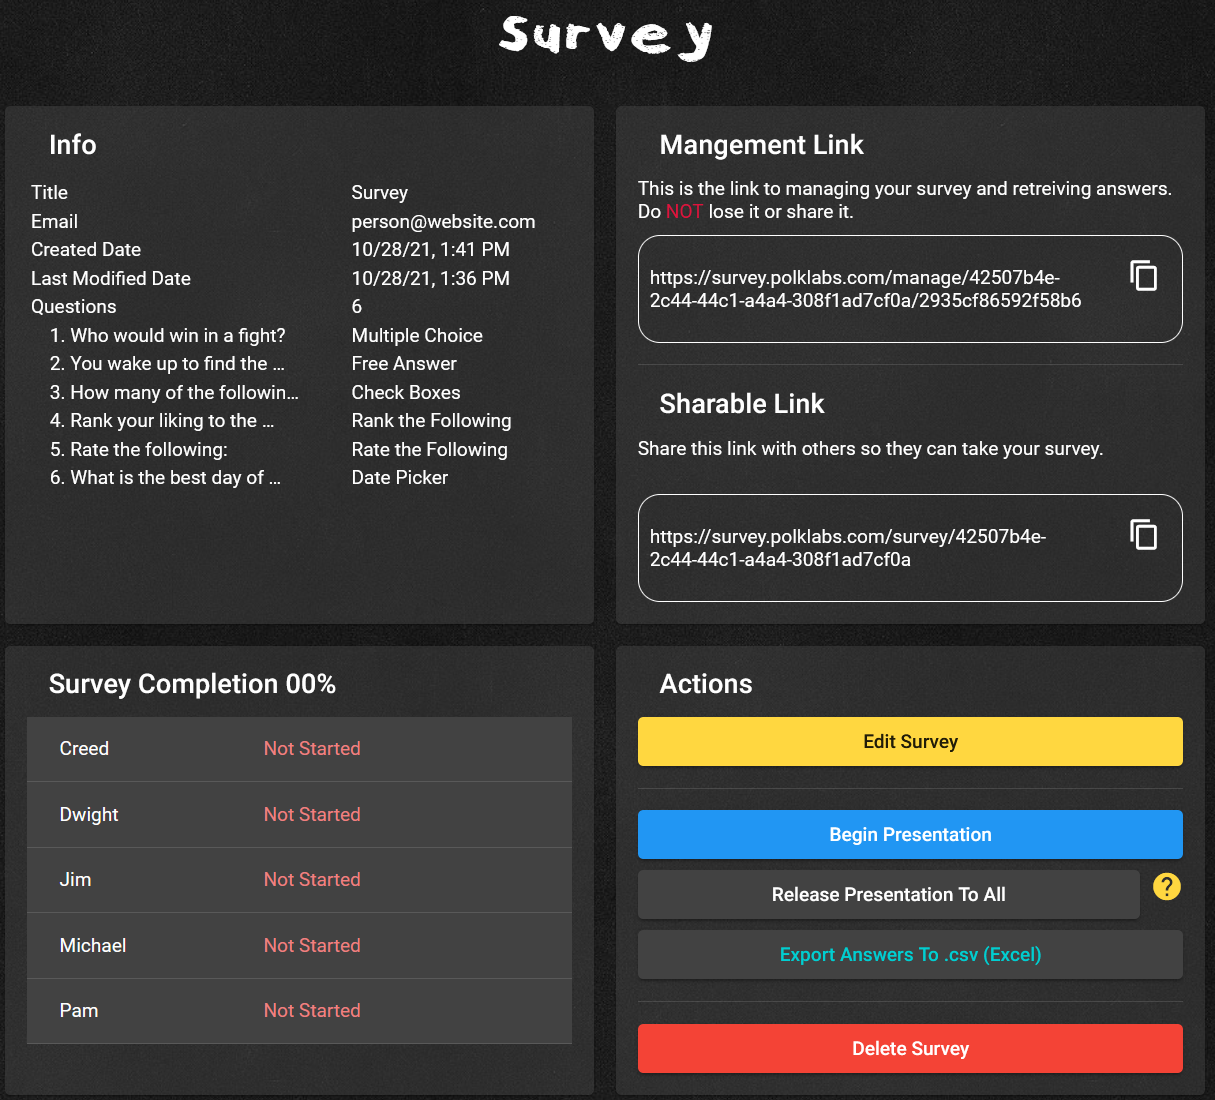 Survey
Info
Title Survey
Email person@website.com
Created Date 10/28/21, 1:41 PM
Last Modified Date 10/28/21, 1:36 PM
Questions 6
1. Who would win in a fight? Multiple Choice
2. You wake up to find the ... Free Answer
3. How many of the followin... Check Boxes
4. Rank your liking to the ... Rank the Following
5. Rate the following: Rate the Following
6. What is the best day of ... Date Picker
Mangement Link
This is the link to managing your survey and retreiving answers.
Do NOT lose it or share it.
https://survey.polklabs.com/manage/42507b4e-
2c44-44c1-a4a4-308f1ad7cf0a/2935cf86592f58b6
Sharable Link
Share this link with others so they can take your survey.
https://survey.polklabs.com/survey/42507b4e-
2c44-44c1-a4a4-308f1ad7cf0a
Survey Completion 00%
Creed Not Started
Dwight Not Started
Jim Not Started
Michael Not Started
Pam Not Started
Actions
Edit Survey
Begin Presentation
Release Presentation To All ?
Export Answers To .csv (Excel)
Delete Survey